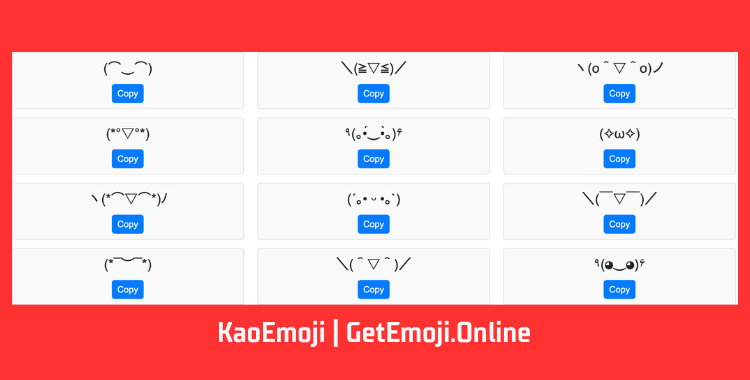 (⌒‿⌒)
＼(≧▽≦)／
ヽ(o＾▽＾o)ノ
Copy
Copy
Copy
(*°▽°*)
٩(｡•́‿•̀｡)۶
(✧ω✧)
Copy
Copy
Copy
ヽ(*⌒▽⌒*)ﾉ
(´｡• ᵕ •｡`)
＼(￣▽￣)／
Copy
Copy
Copy
(*¯︶¯*)
＼(＾▽＾)／
٩(◕‿◕)۶
Copy
Copy
Copy
KaoEmoji | GetEmoji.Online